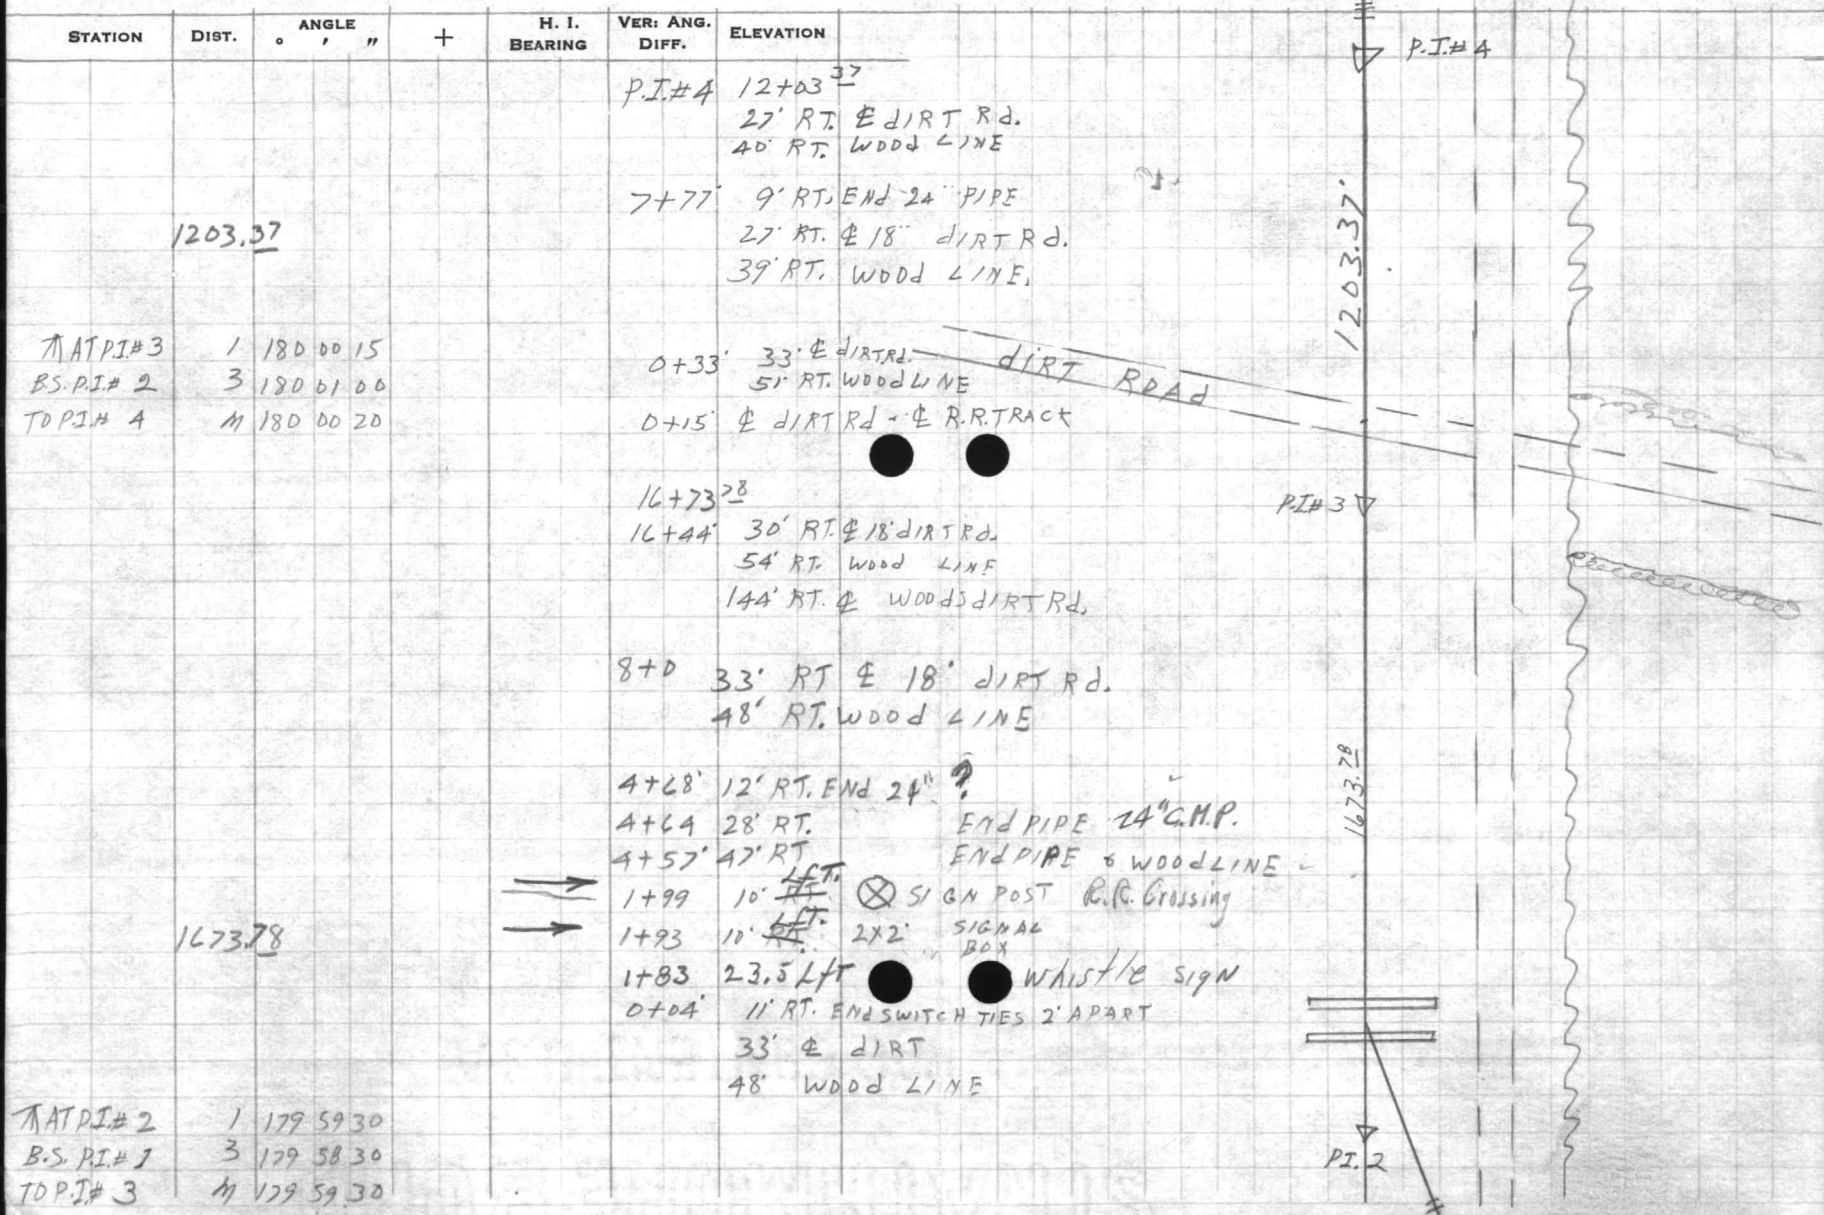 STATION DIST. ANGLE ° ' " + H. I. BEARING VER: ANG. DIFF. ELEVATION
P.I.#4 12+03 37
27' RT. ℄ dIRT Rd.
40' RT. WOOd LINE
7+77' 9' RT. ENd 24" PIPE
1203.37
27' RT. ℄ 18" dIRT Rd.
39' RT. WOOd LINE.
⊼ AT P.I.#3 1 180 00 15
0+33' 33' ℄ dIRT.Rd.
B.S. P.I.# 2 3 180 01 00
51' RT. WOOdLINE
TO P.I.# 4 M 180 00 20
0+15' ℄ dIRT Rd - ℄ R.R.TRACK
16+73 78
16+44' 30' RT. ℄ 18' dIRT Rd.
54' RT. WOOd LINE
144' RT. ℄ WOOdS dIRT Rd.
8+0 33' RT ℄ 18' dIRT Rd.
48' RT. WOOd LINE
4+68' 12' RT. ENd 24" ?
4+64 28' RT. ENd PIPE 24" C.M.P.
4+57' 47' RT ENd PIPE & WOOdLINE
1+99 10' RT. Lft. ⊗ SIGN POST R.R. Crossing
1+93 10' RT. Lft. 2X2' SIGNAL BOX
1673.78
1+83 23.5 Lft Whistle SIGN
0+04' 11' RT. ENd SWITCH TIES 2' APART
33' ℄ dIRT
48' WOOd LINE
⊼ AT P.I.# 2 1 179 59 30
B.S. P.I.# 1 3 179 58 30
TO P.I.# 3 M 179 59 30
P.I.# 4
1203.37'
dIRT ROAd
P.I.# 3
1673.78
P.I. 2